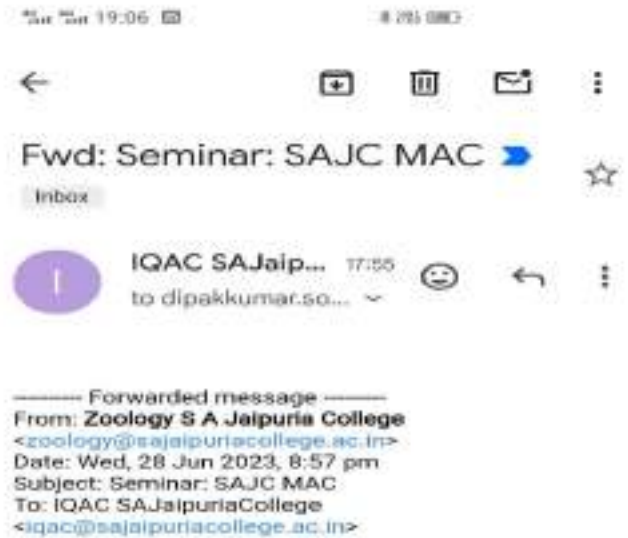 19:06
Fwd: Seminar: SAJC MAC
Inbox
I
IQAC SAJaip... 17:55
to dipakkumar.so...
---------- Forwarded message ----------
From: Zoology S A Jaipuria College
<zoology@sajaipuriacollege.ac.in>
Date: Wed, 28 Jun 2023, 8:57 pm
Subject: Seminar: SAJC MAC
To: IQAC SAJaipuriaCollege
<iqac@sajaipuriacollege.ac.in>